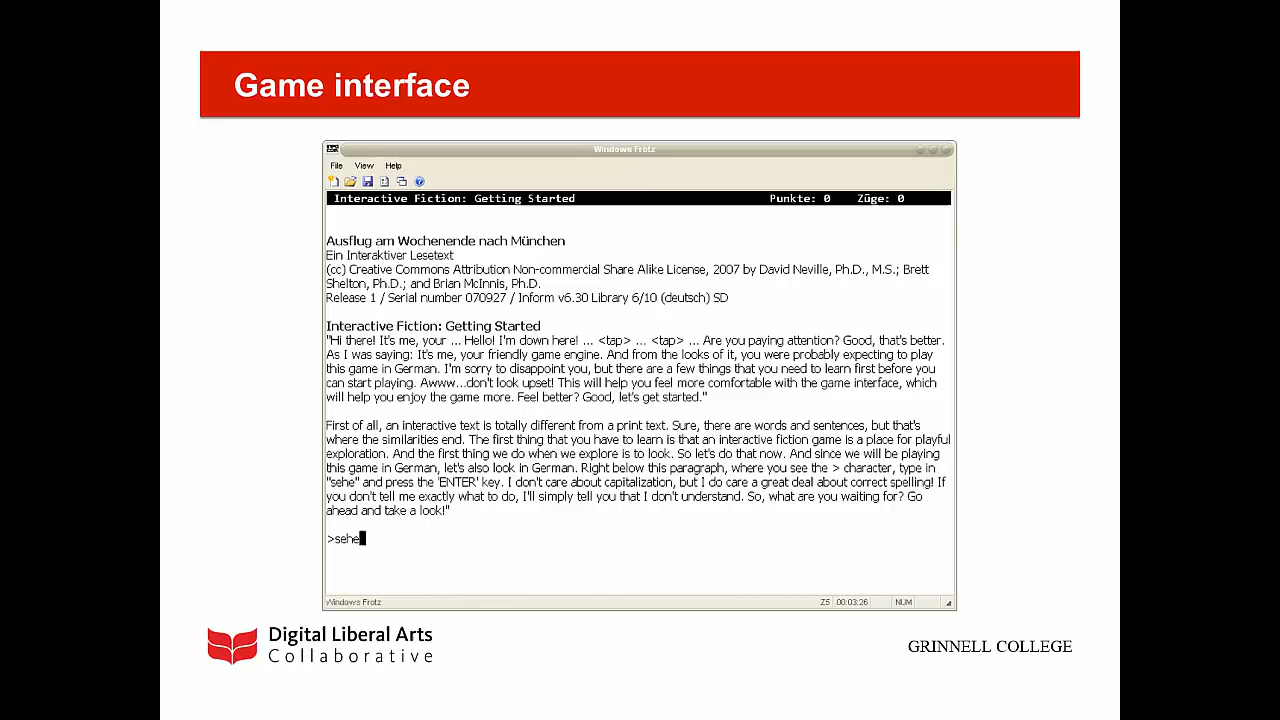 Game interface
Windows Frotz
File View Help
Interactive Fiction: Getting Started Punkte: 0 Züge: 0
Ausflug am Wochenende nach München
Ein Interaktiver Lesetext
(cc) Creative Commons Attribution Non-commercial Share Alike License, 2007 by David Neville, Ph.D., M.S.; Brett
Shelton, Ph.D.; and Brian McInnis, Ph.D.
Release 1 / Serial number 070927 / Inform v6.30 Library 6/10 (deutsch) SD
Interactive Fiction: Getting Started
"Hi there! It's me, your ... Hello! I'm down here! ... <tap> ... <tap> ... Are you paying attention? Good, that's better.
As I was saying: It's me, your friendly game engine. And from the looks of it, you were probably expecting to play
this game in German. I'm sorry to disappoint you, but there are a few things that you need to learn first before you
can start playing. Awww...don't look upset! This will help you feel more comfortable with the game interface, which
will help you enjoy the game more. Feel better? Good, let's get started."
First of all, an interactive text is totally different from a print text. Sure, there are words and sentences, but that's
where the similarities end. The first thing that you have to learn is that an interactive fiction game is a place for playful
exploration. And the first thing we do when we explore is to look. So let's do that now. And since we will be playing
this game in German, let's also look in German. Right below this paragraph, where you see the > character, type in
"sehe" and press the 'ENTER' key. I don't care about capitalization, but I do care a great deal about correct spelling! If
you don't tell me exactly what to do, I'll simply tell you that I don't understand. So, what are you waiting for? Go
ahead and take a look!"
>sehe
Windows Frotz Z5 00:03:26 NUM
Digital Liberal Arts
Collaborative
GRINNELL COLLEGE